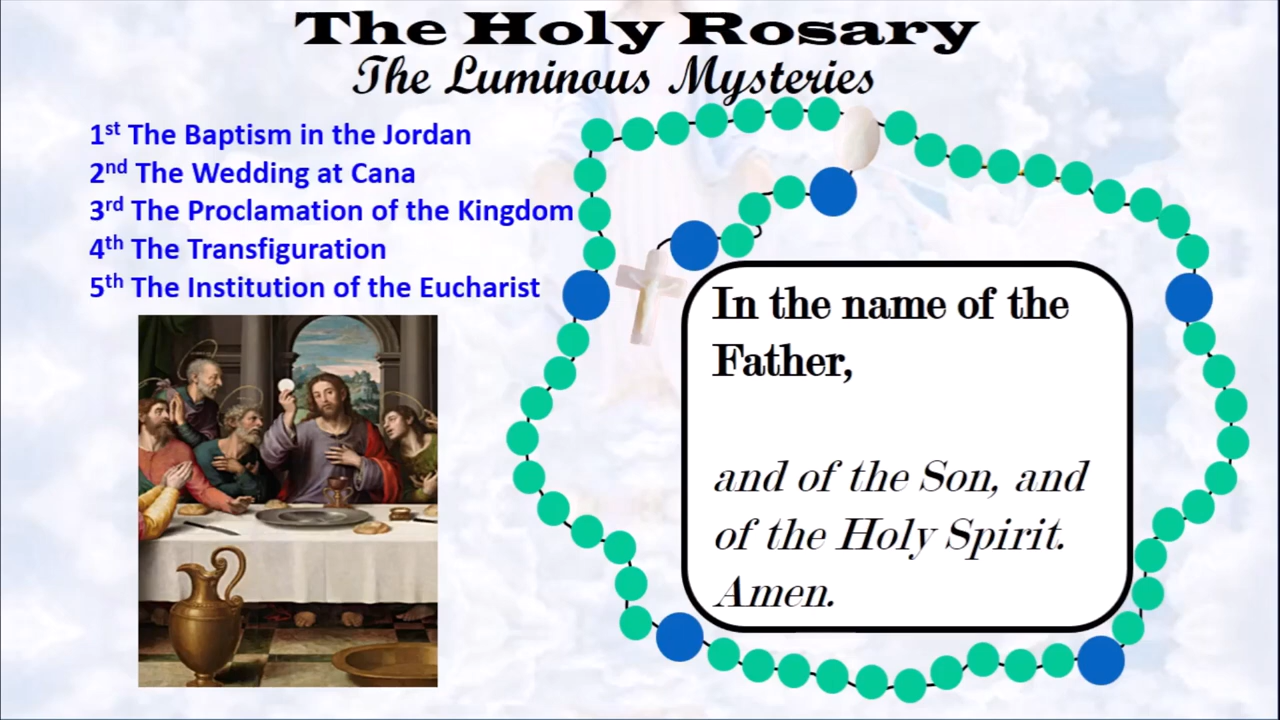 The Holy Rosary
The Luminous Mysteries
1st The Baptism in the Jordan
2nd The Wedding at Cana
3rd The Proclamation of the Kingdom
4th The Transfiguration
5th The Institution of the Eucharist
In the name of the
Father,
and of the Son, and
of the Holy Spirit.
Amen.